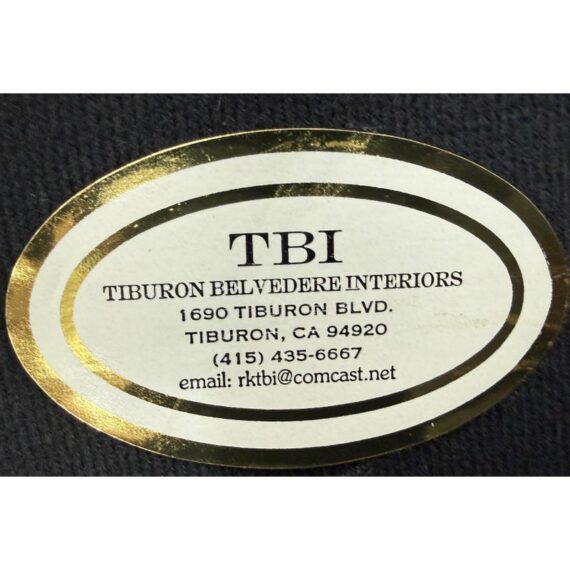 TBI
TIBURON BELVEDERE INTERIORS
1690 TIBURON BLVD.
TIBURON, CA 94920
(415) 435-6667
email: rktbi@comcast.net